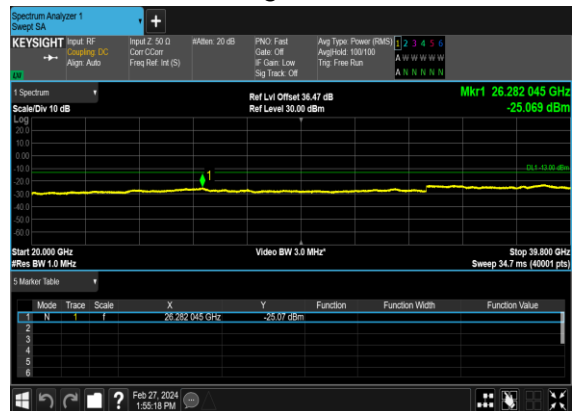 Spectrum Analyzer 1
Swept SA
+
KEYSIGHT
Input: RF
Coupling: DC
Align: Auto
Input Z: 50 Ω
Corr CCorr
Freq Ref: Int (S)
#Atten: 20 dB
PNO: Fast
Gate: Off
IF Gain: Low
Sig Track: Off
Avg Type: Power (RMS)
Avg|Hold: 100/100
Trig: Free Run
1 2 3 4 5 6
A W W W W W
A N N N N N
1 Spectrum
Scale/Div 10 dB
Ref Lvl Offset 36.47 dB
Ref Level 30.00 dBm
Mkr1 26.282 045 GHz
-25.069 dBm
Log
20.0
10.0
0.00
-10.0
-20.0
-30.0
-40.0
-50.0
-60.0
1
DL1 -13.00 dBm
Start 20.000 GHz
#Res BW 1.0 MHz
Video BW 3.0 MHz*
Stop 39.800 GHz
Sweep 34.7 ms (40001 pts)
5 Marker Table
Mode Trace Scale X Y Function Function Width Function Value
1 N 1 f 26.282 045 GHz -25.07 dBm
2
3
4
5
6
?
Feb 27, 2024
1:55:18 PM